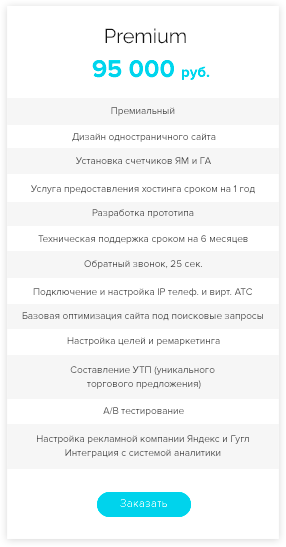 Premium
95 000 руб.
Премиальный
Дизайн одностраничного сайта
Установка счетчиков ЯМ и ГА
Услуга предоставления хостинга сроком на 1 год
Разработка прототипа
Техническая поддержка сроком на 6 месяцев
Обратный звонок, 25 сек.
Подключение и настройка IP телеф. и вирт. АТС
Базовая оптимизация сайта под поисковые запросы
Настройка целей и ремаркетинга
Составление УТП (уникального
торгового предложения)
А/В тестирование
Настройка рекламной компании Яндекс и Гугл
Интеграция с системой аналитики
Заказать